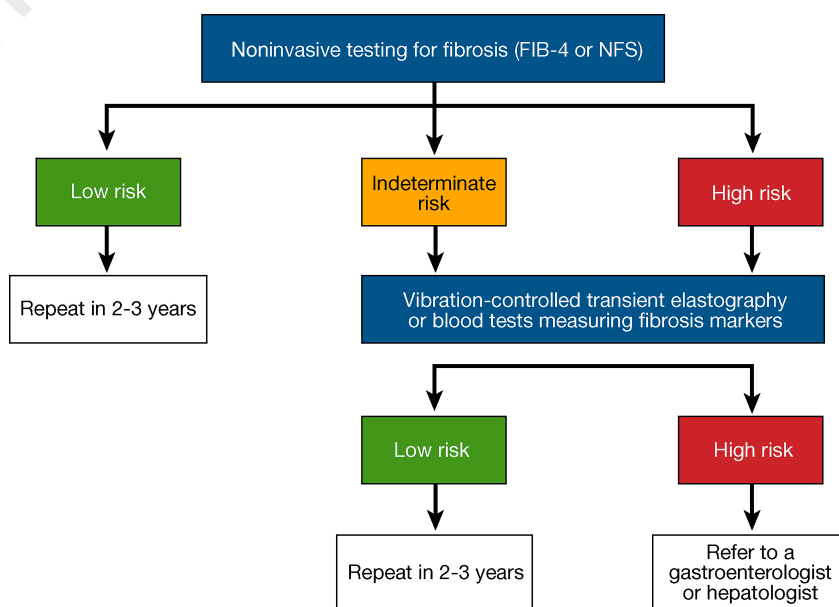 Noninvasive testing for fibrosis (FIB-4 or NFS)
Low risk
Indeterminate
risk
High risk
Repeat in 2-3 years
Vibration-controlled transient elastography
or blood tests measuring fibrosis markers
Low risk
High risk
Repeat in 2-3 years
Refer to a
gastroenterologist
or hepatologist